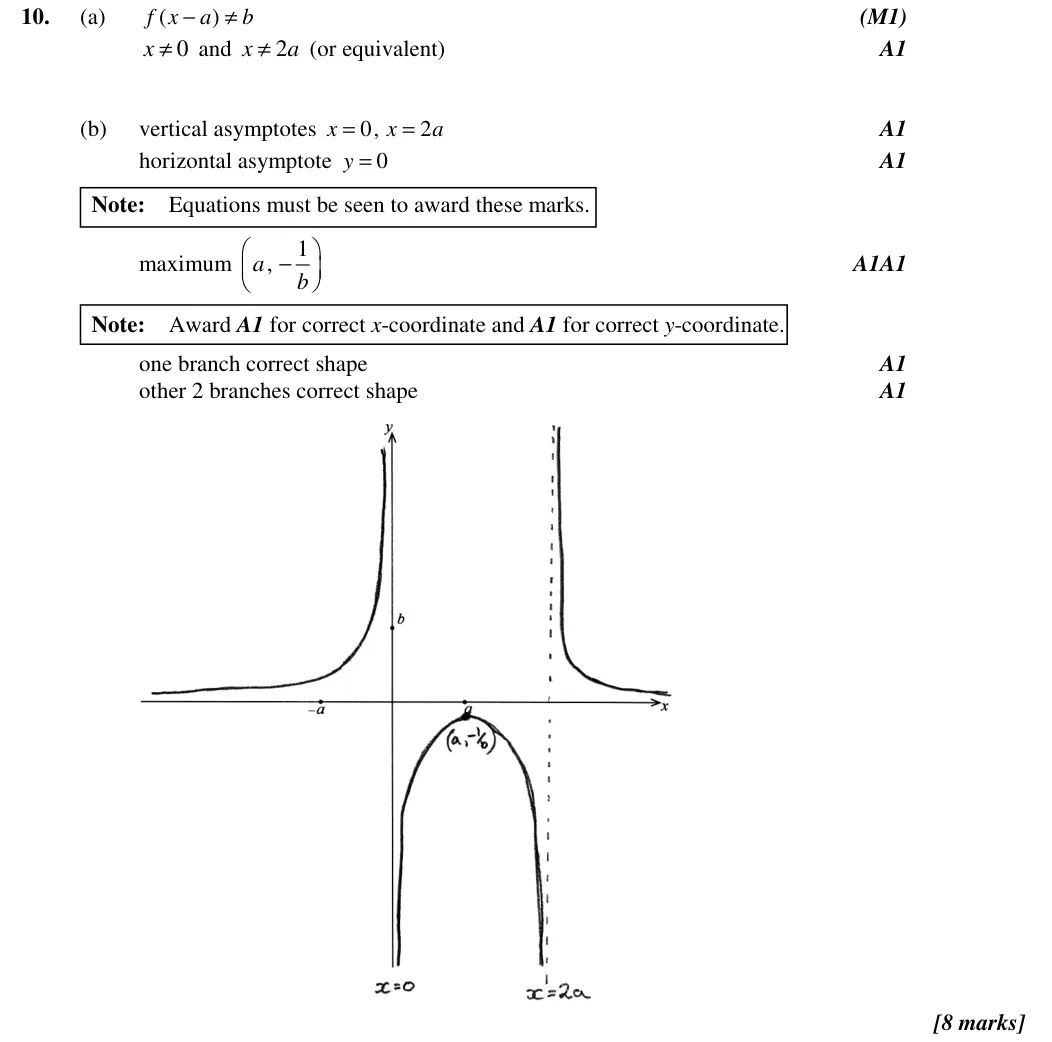 10. (a) f(x − a) ≠ b (M1)
x ≠ 0 and x ≠ 2a (or equivalent) A1
(b) vertical asymptotes x = 0, x = 2a A1
horizontal asymptote y = 0 A1
Note: Equations must be seen to award these marks.
maximum (a, −1/b) A1A1
Note: Award A1 for correct x-coordinate and A1 for correct y-coordinate.
one branch correct shape A1
other 2 branches correct shape A1
y
b
−a a x
(a, −1/b)
x=0 x=2a
[8 marks]